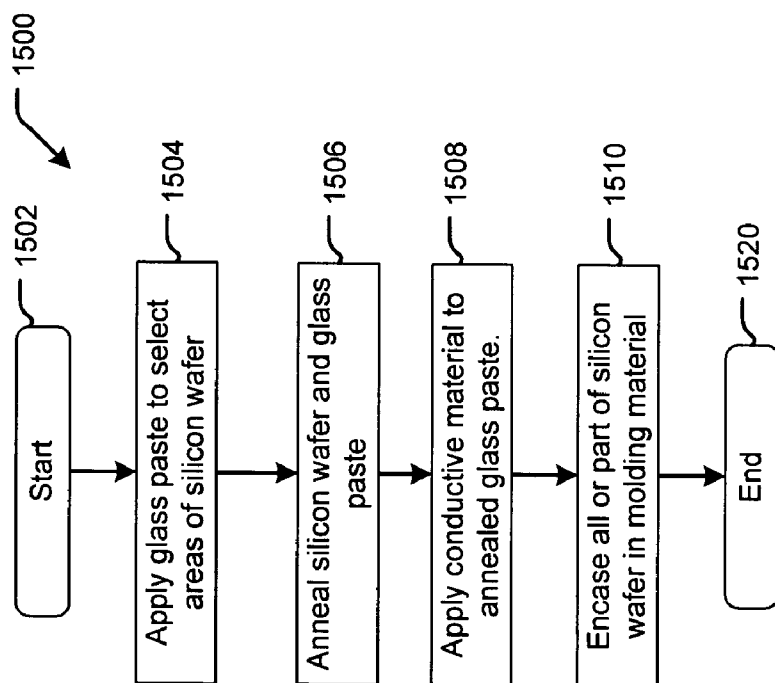 1500
1502
Start
1504
Apply glass paste to select
areas of silicon wafer
1506
Anneal silicon wafer and glass
paste
1508
Apply conductive material to
annealed glass paste.
1510
Encase all or part of silicon
wafer in molding material
1520
End